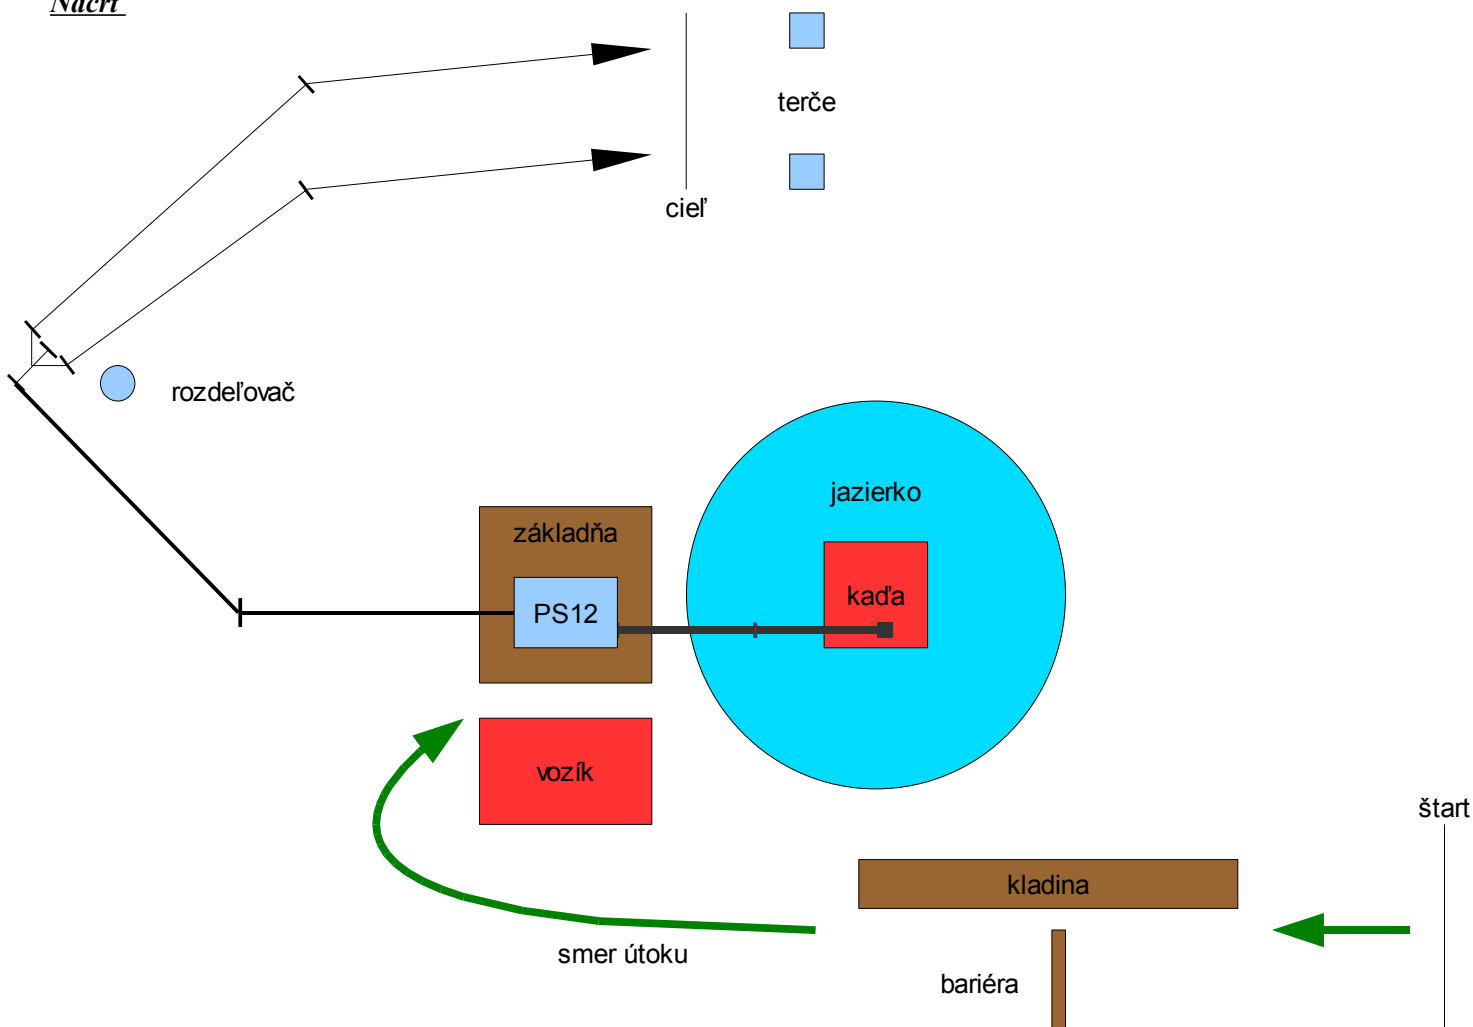 Náčrt
terče
cieľ
rozdeľovač
jazierko
základňa
kaďa
PS12
vozík
štart
kladina
smer útoku
bariéra